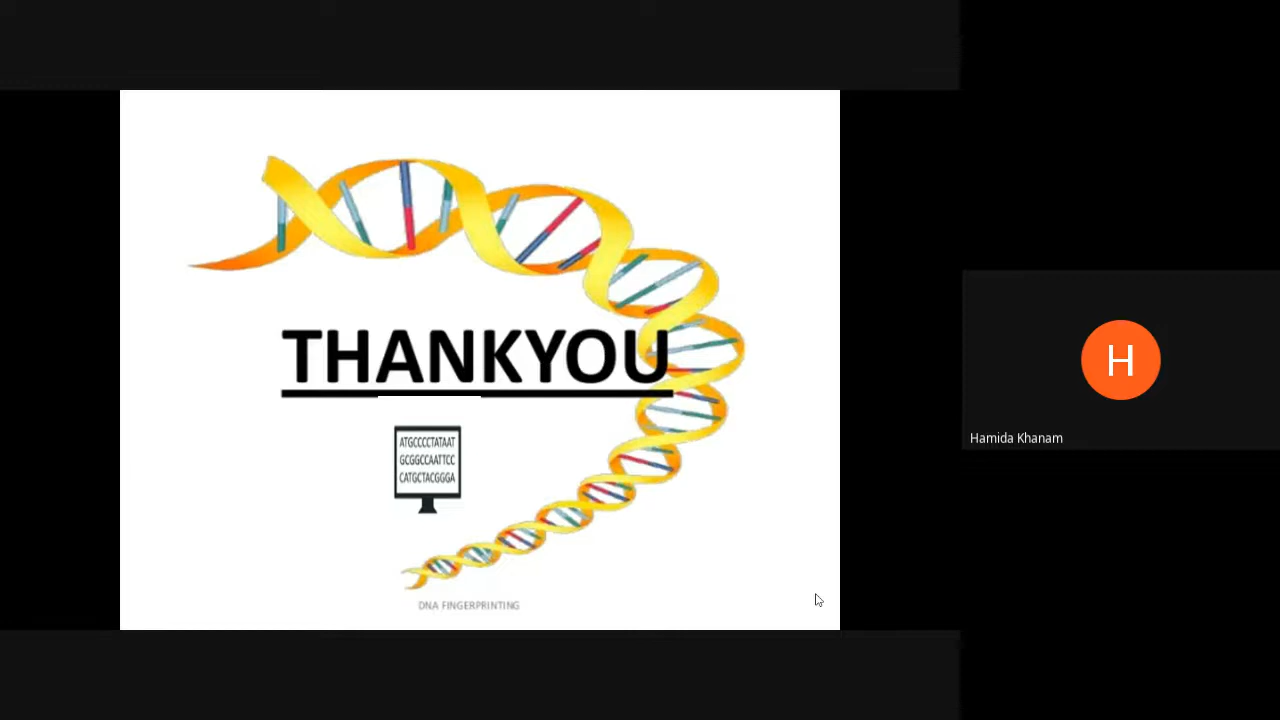 THANKYOU
ATGCCCCTATAAT
GCGGCCAATTCC
CATGCTACGGGA
DNA FINGERPRINTING
H
Hamida Khanam